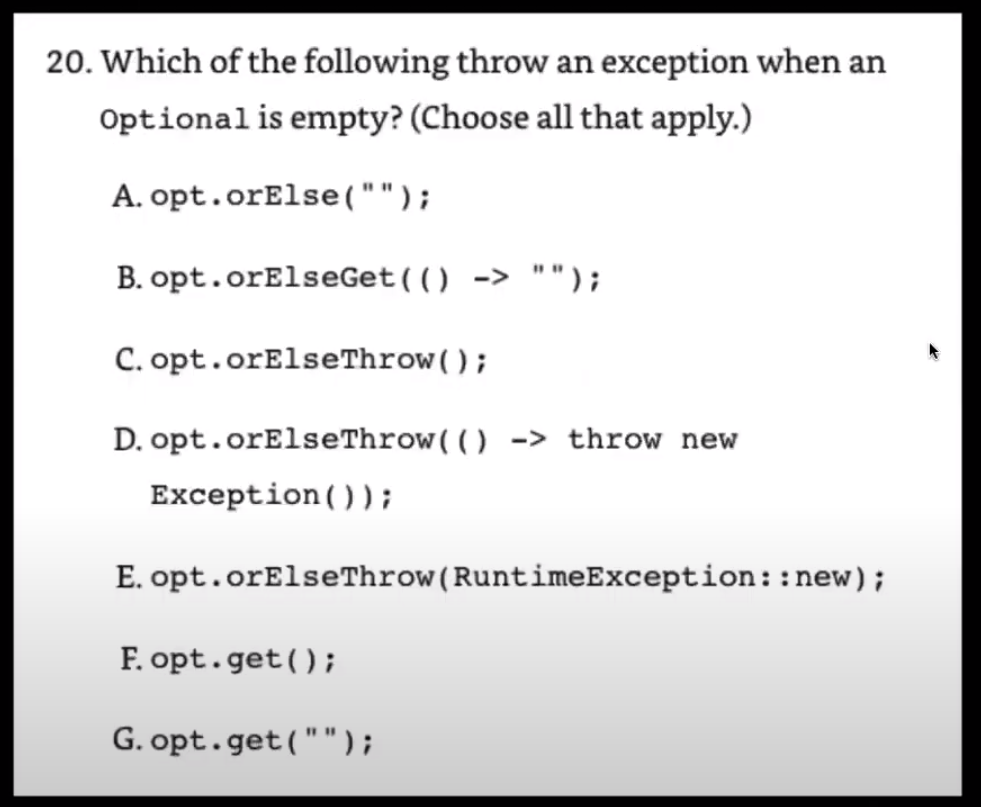 20. Which of the following throw an exception when an
Optional is empty? (Choose all that apply.)
A. opt.orElse("");
B. opt.orElseGet(() -> "");
C. opt.orElseThrow();
D. opt.orElseThrow(() -> throw new
Exception());
E. opt.orElseThrow(RuntimeException::new);
F. opt.get();
G. opt.get("");